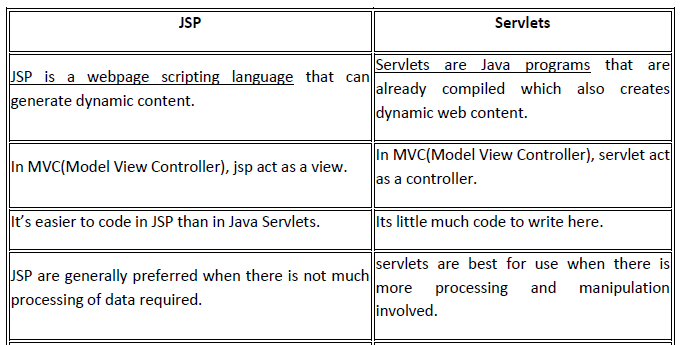 JSP
Servlets
JSP is a webpage scripting language that can
generate dynamic content.
Servlets are Java programs that are
already compiled which also creates
dynamic web content.
In MVC(Model View Controller), jsp act as a view.
In MVC(Model View Controller), servlet act
as a controller.
It’s easier to code in JSP than in Java Servlets.
Its little much code to write here.
JSP are generally preferred when there is not much
processing of data required.
servlets are best for use when there is
more processing and manipulation
involved.